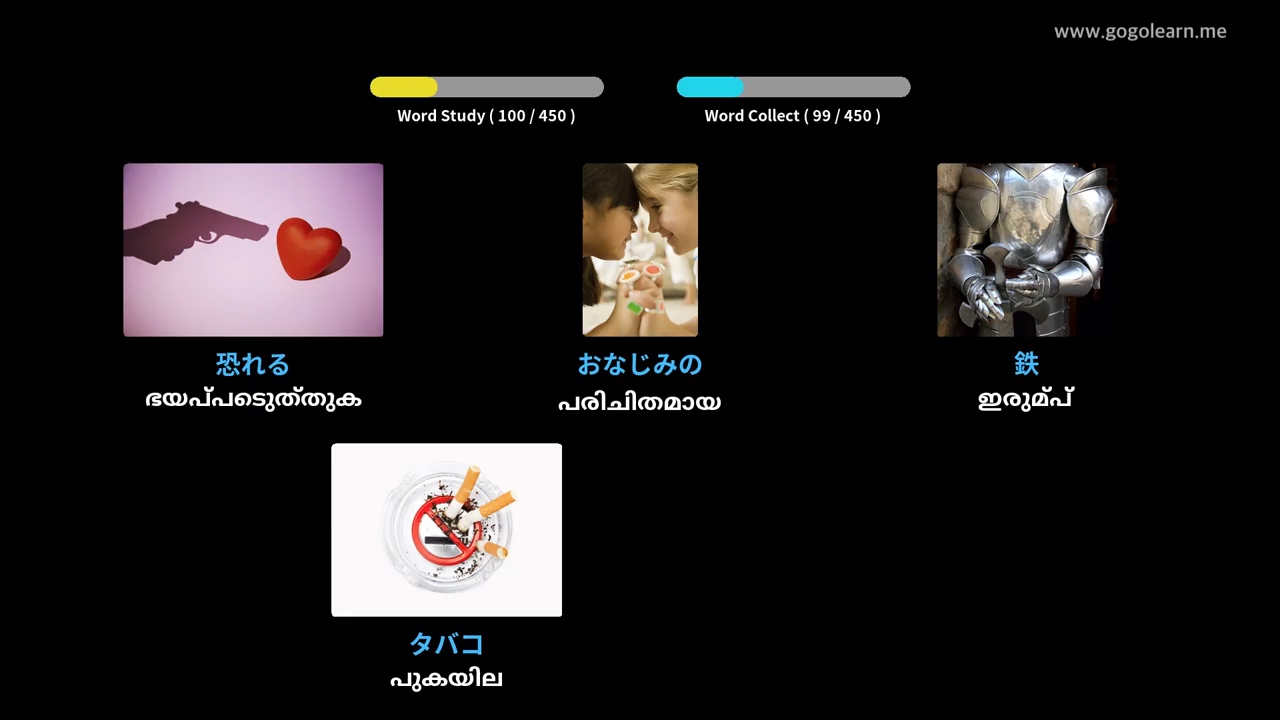 www.gogolearn.me
Word Study ( 100 / 450 )
Word Collect ( 99 / 450 )
恐れる
ഭയപ്പടെുത്തുക
おなじみの
പരിചിതമായ
鉄
ഇരുമ്പ്
タバコ
പുകയില